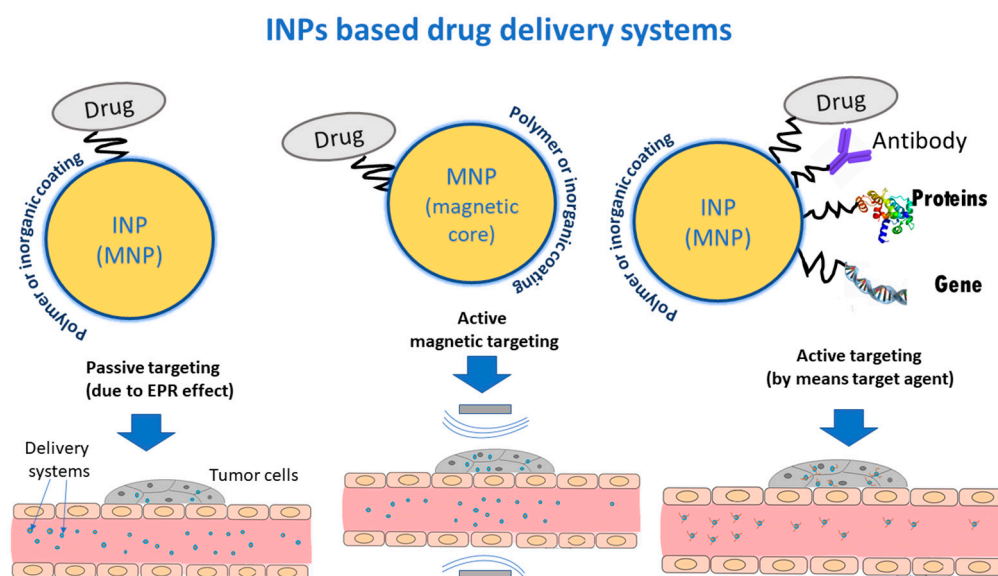 INPs based drug delivery systems
Drug
Polymer or inorganic coating
INP
(MNP)
Passive targeting
(due to EPR effect)
Delivery
systems
Tumor cells
Drug
Polymer or inorganic coating
MNP
(magnetic
core)
Active
magnetic targeting
Drug
Antibody
Proteins
Gene
Polymer or inorganic coating
INP
(MNP)
Active targeting
(by means target agent)